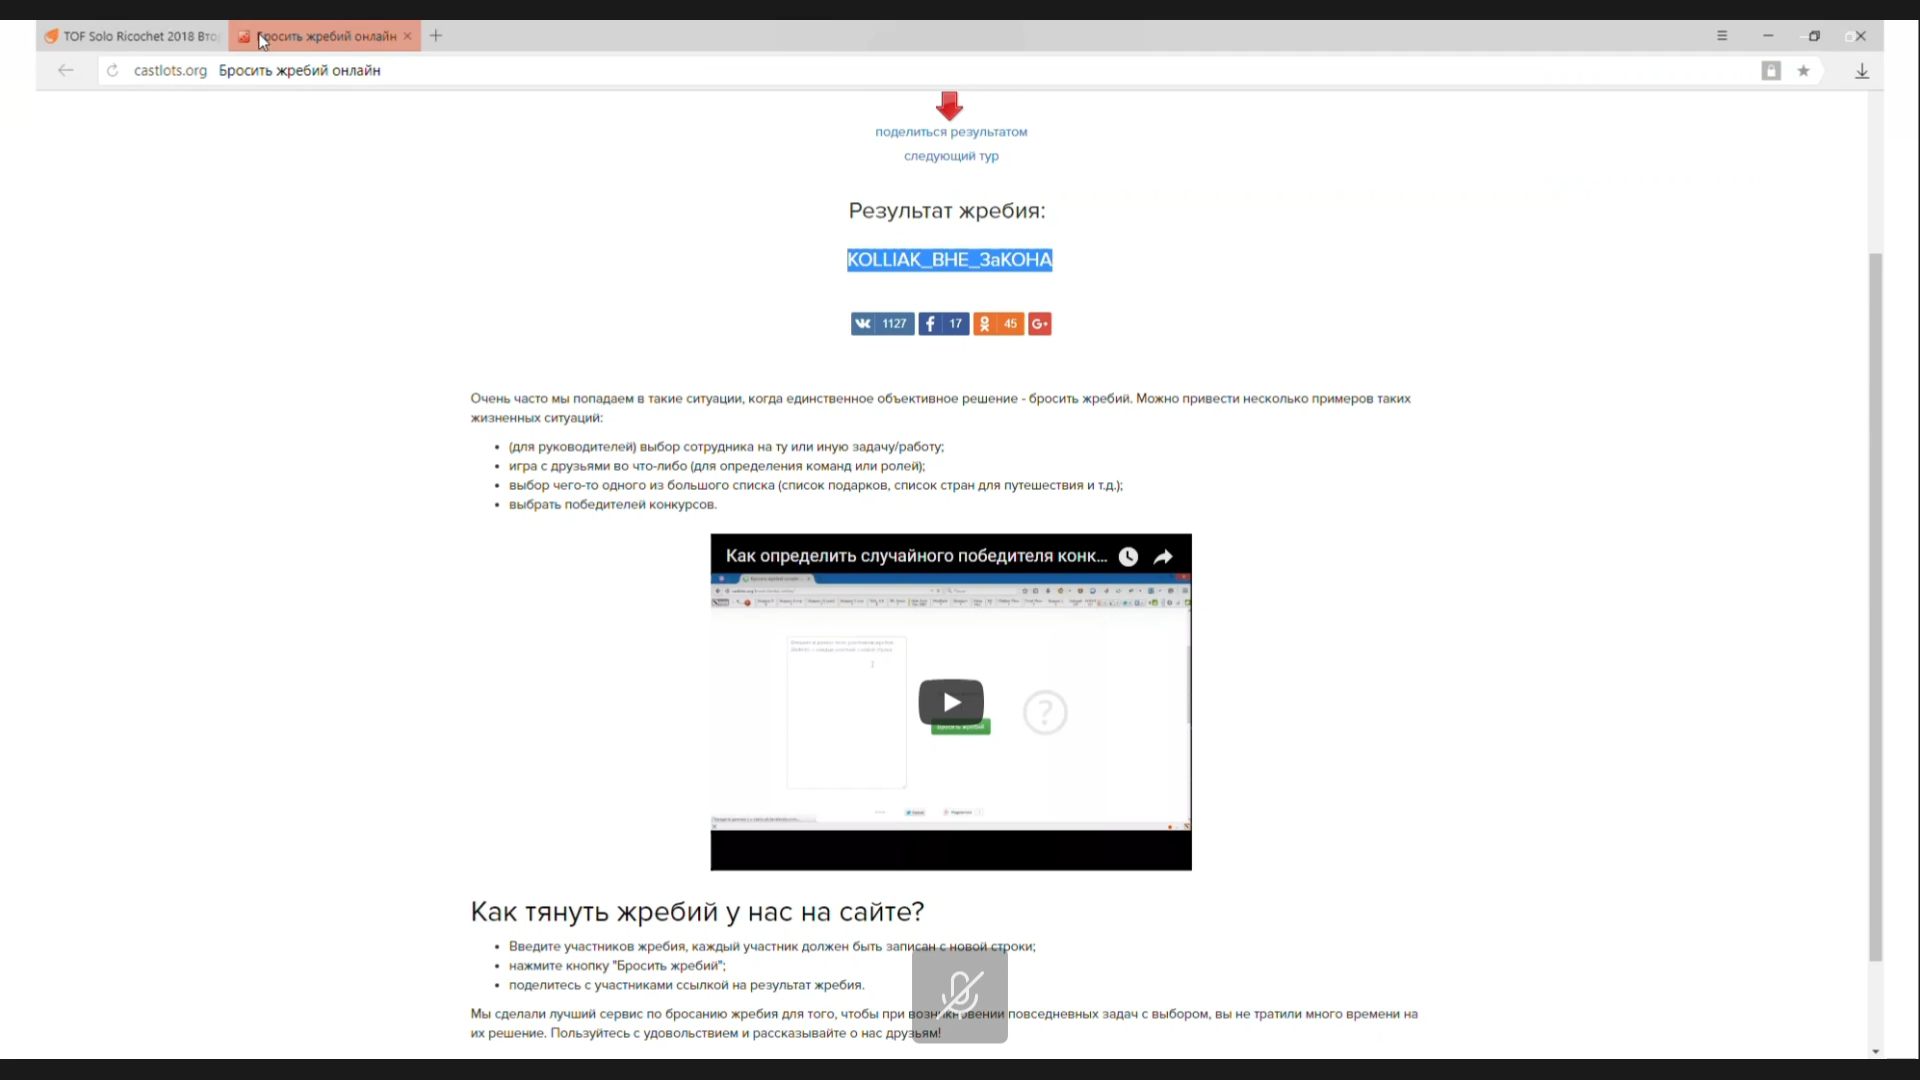 TOF Solo Ricochet 2018 Вто
Бросить жребий онлайн
castlots.org Бросить жребий онлайн
поделиться результатом
следующий тур
Результат жребия:
KOLLIAK_BHE_ЗаКОНА
1127
17
45
G+
Очень часто мы попадаем в такие ситуации, когда единственное объективное решение - бросить жребий. Можно привести несколько примеров таких
жизненных ситуаций:
(для руководителей) выбор сотрудника на ту или иную задачу/работу;
игра с друзьями во что-либо (для определения команд или ролей);
выбор чего-то одного из большого списка (список подарков, список стран для путешествия и т.д.);
выбрать победителей конкурсов.
Как определить случайного победителя конк...
Как тянуть жребий у нас на сайте?
Введите участников жребия, каждый участник должен быть записан с новой строки;
нажмите кнопку "Бросить жребий";
поделитесь с участниками ссылкой на результат жребия.
Мы сделали лучший сервис по бросанию жребия для того, чтобы при возникновении повседневных задач с выбором, вы не тратили много времени на
их решение. Пользуйтесь с удовольствием и рассказывайте о нас друзьям!